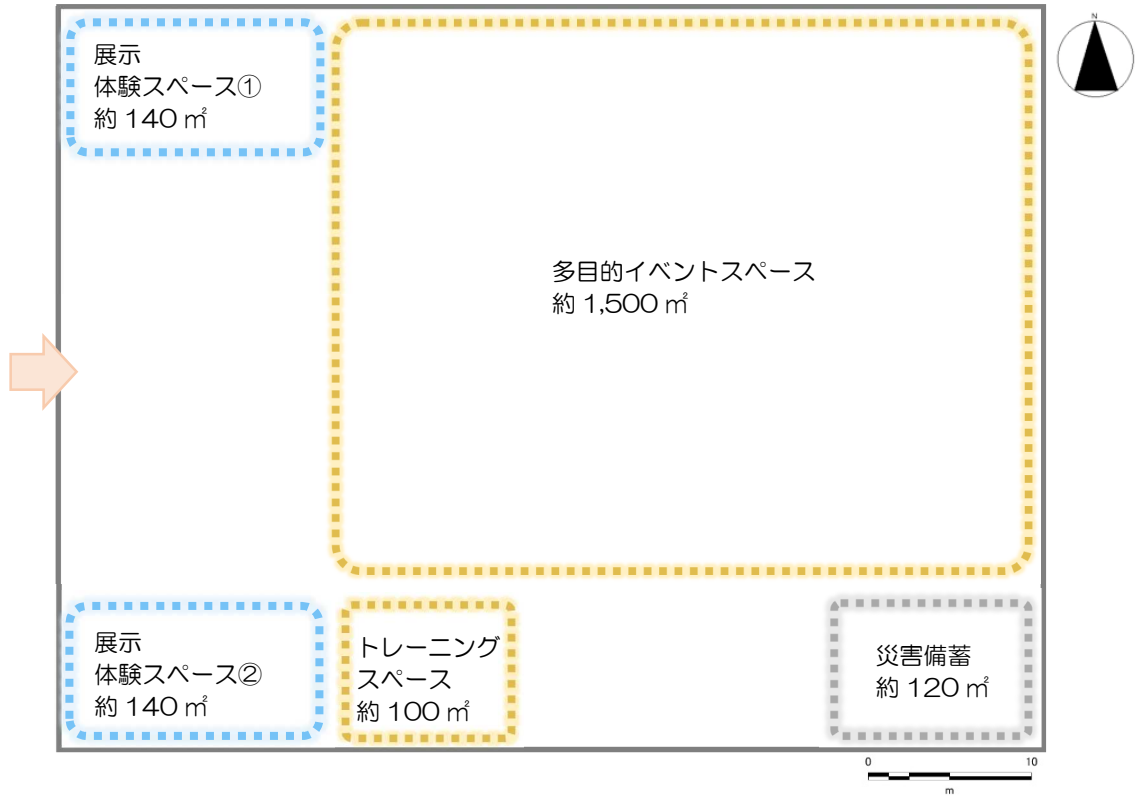 N
展示
体験スペース①
約 140 ㎡
多目的イベントスペース
約 1,500 ㎡
展示
体験スペース②
約 140 ㎡
トレーニング
スペース
約 100 ㎡
災害備蓄
約 120 ㎡
0 10
m